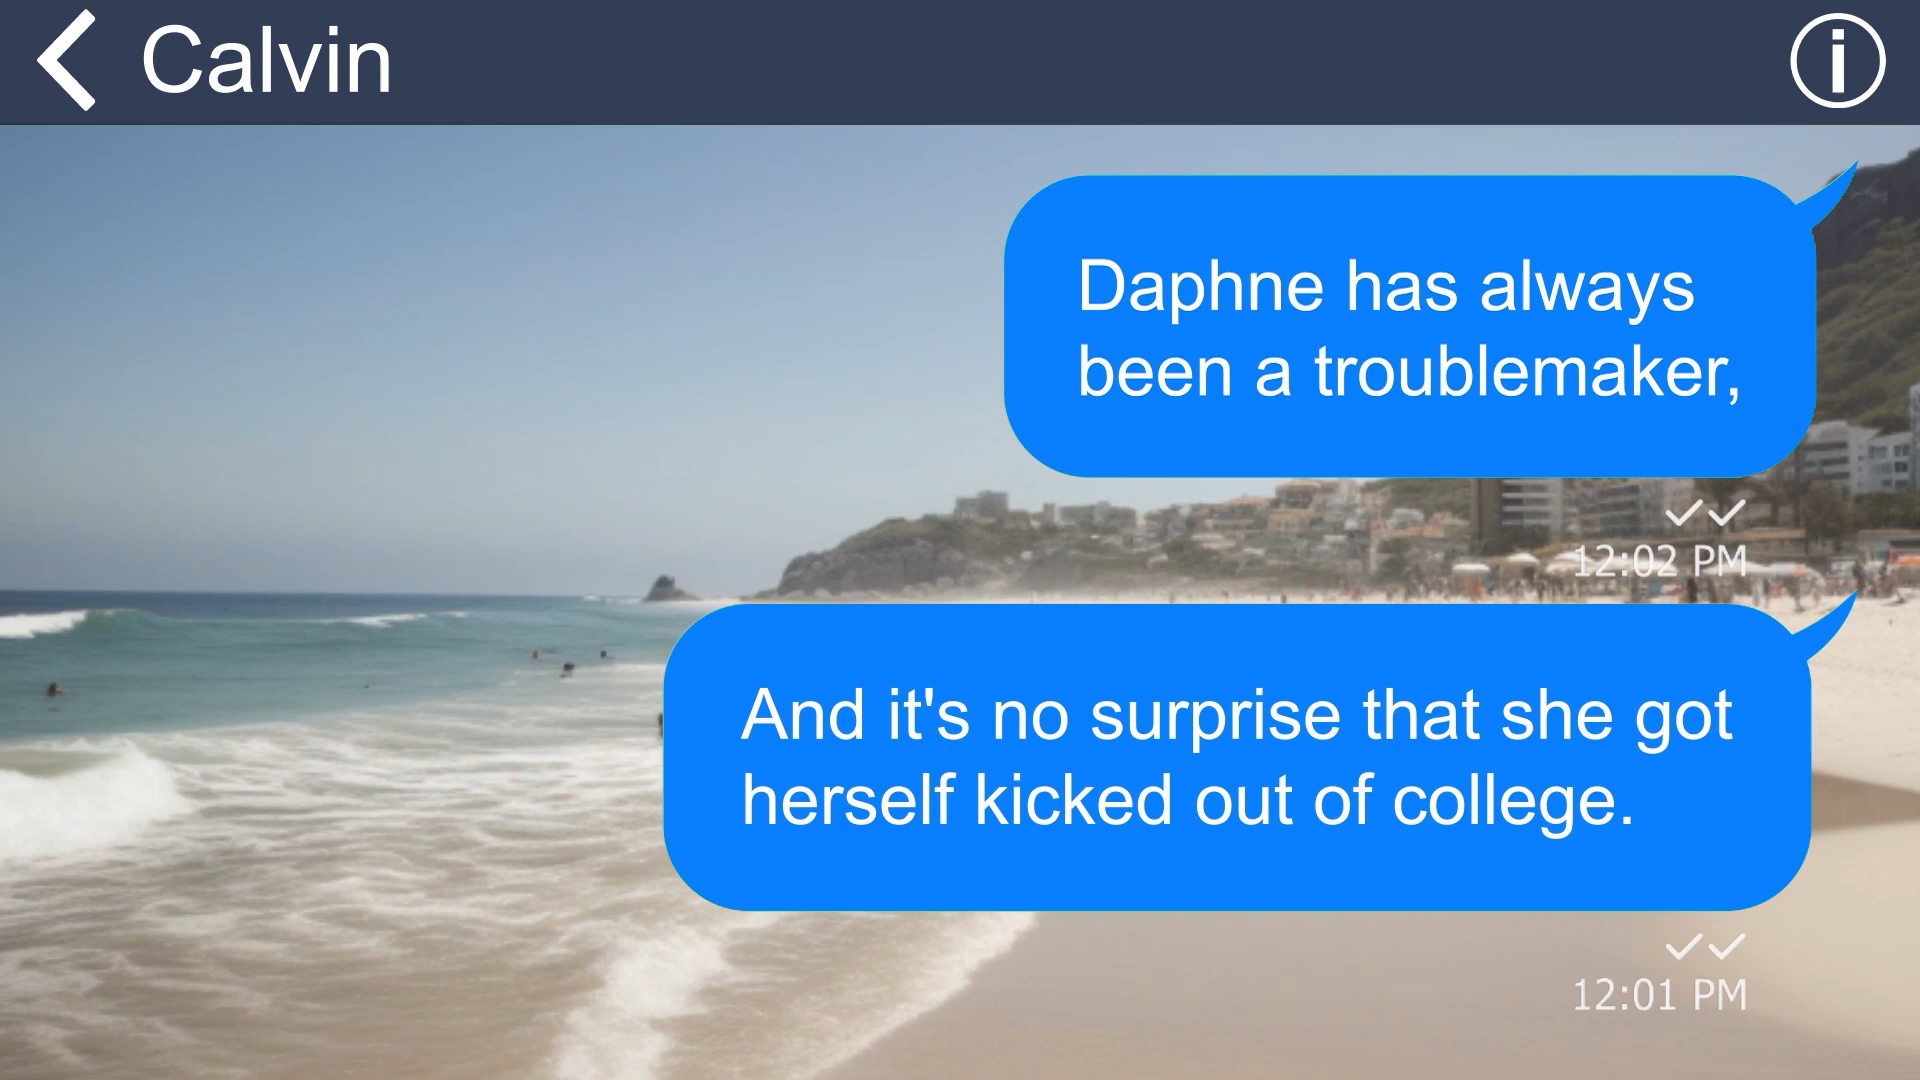 Calvin
Daphne has always
been a troublemaker,
12:02 PM
And it's no surprise that she got
herself kicked out of college.
12:01 PM